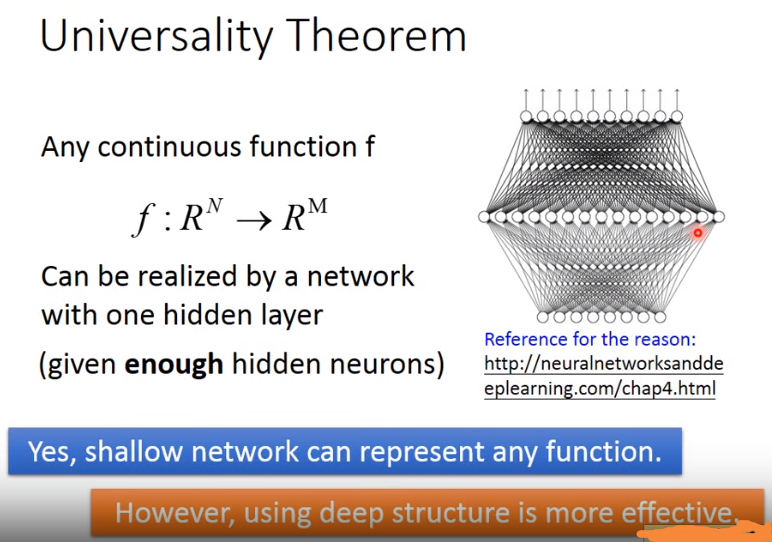 Universality Theorem
Any continuous function f
f : R^N → R^M
Can be realized by a network
with one hidden layer
(given enough hidden neurons)
Reference for the reason:
http://neuralnetworksandde
eplearning.com/chap4.html
Yes, shallow network can represent any function.
However, using deep structure is more effective.